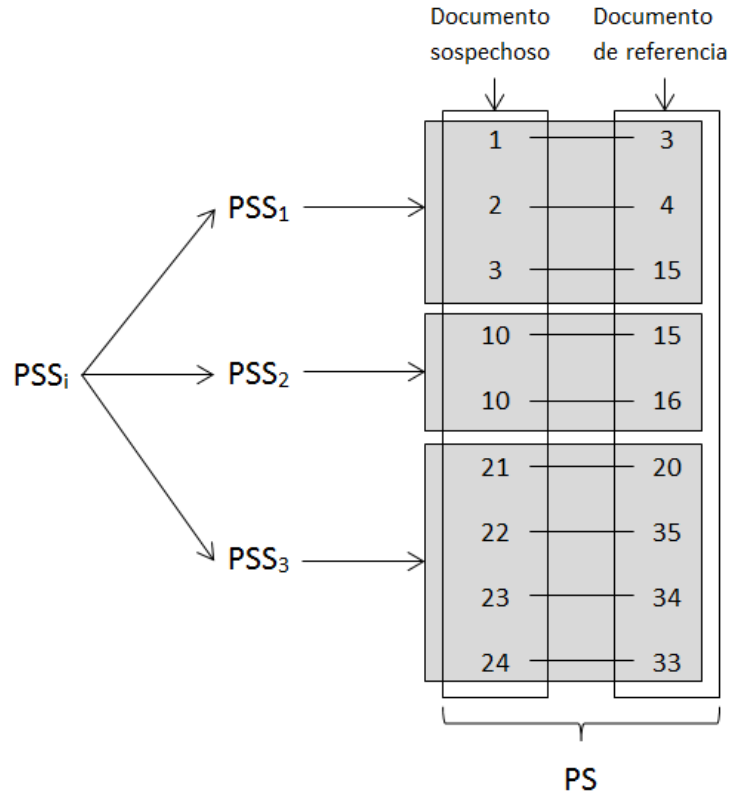 Documento Documento
sospechoso de referencia
1 3
PSS₁ 2 4
3 15
10 15
PSSᵢ PSS₂
10 16
21 20
22 35
PSS₃
23 34
24 33
PS